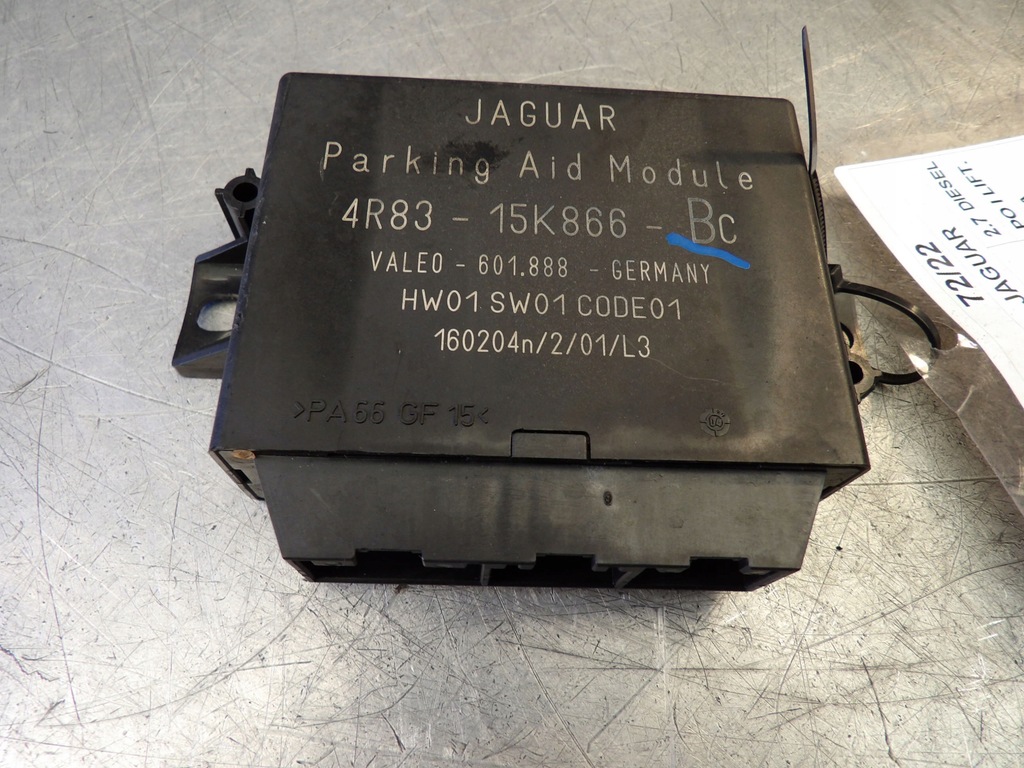 JAGUAR
Parking Aid Module
4R83 - 15K866 - Bc
VALEO - 601.888 - GERMANY
HW01 SW01 CODE01
160204n/2/01/L3
>PA66 GF 15<
04
72/22
JAGUAR
2.7 DIESEL